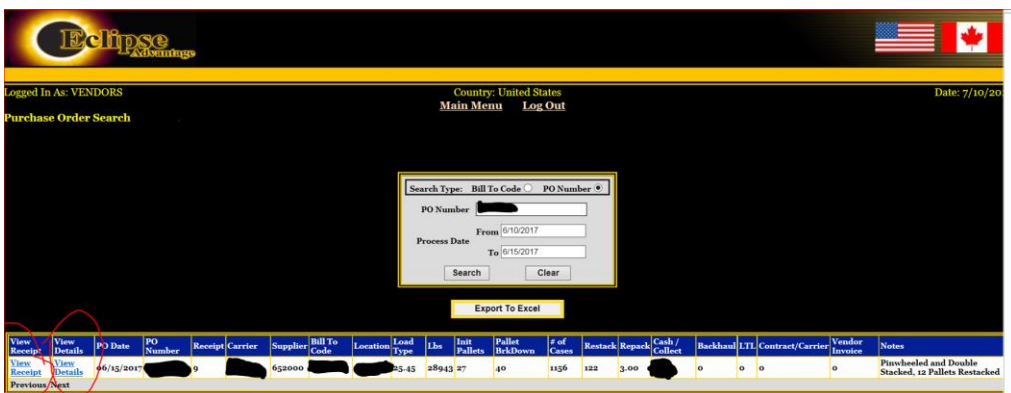 Eclipse
Advantage
Logged In As: VENDORS
Country: United States
Date: 7/10/20
Main Menu Log Out
Purchase Order Search
Search Type: Bill To Code PO Number
PO Number
Process Date
From 6/10/2017
To 6/15/2017
Search Clear
Export To Excel
View Receipt View Details PO Date PO Number Receipt Carrier Supplier Bill To Code Location Load Type Lbs Init Pallets Pallet BrkDown # of Cases Restack Repack Cash / Collect Backhaul LTL Contract/Carrier Vendor Invoice Notes
View Receipt View Details 06/15/2017 9 652000 25.45 28943 27 40 1156 122 3.00 0 0 0 0 Pinwheeled and Double Stacked, 12 Pallets Restacked
Previous Next